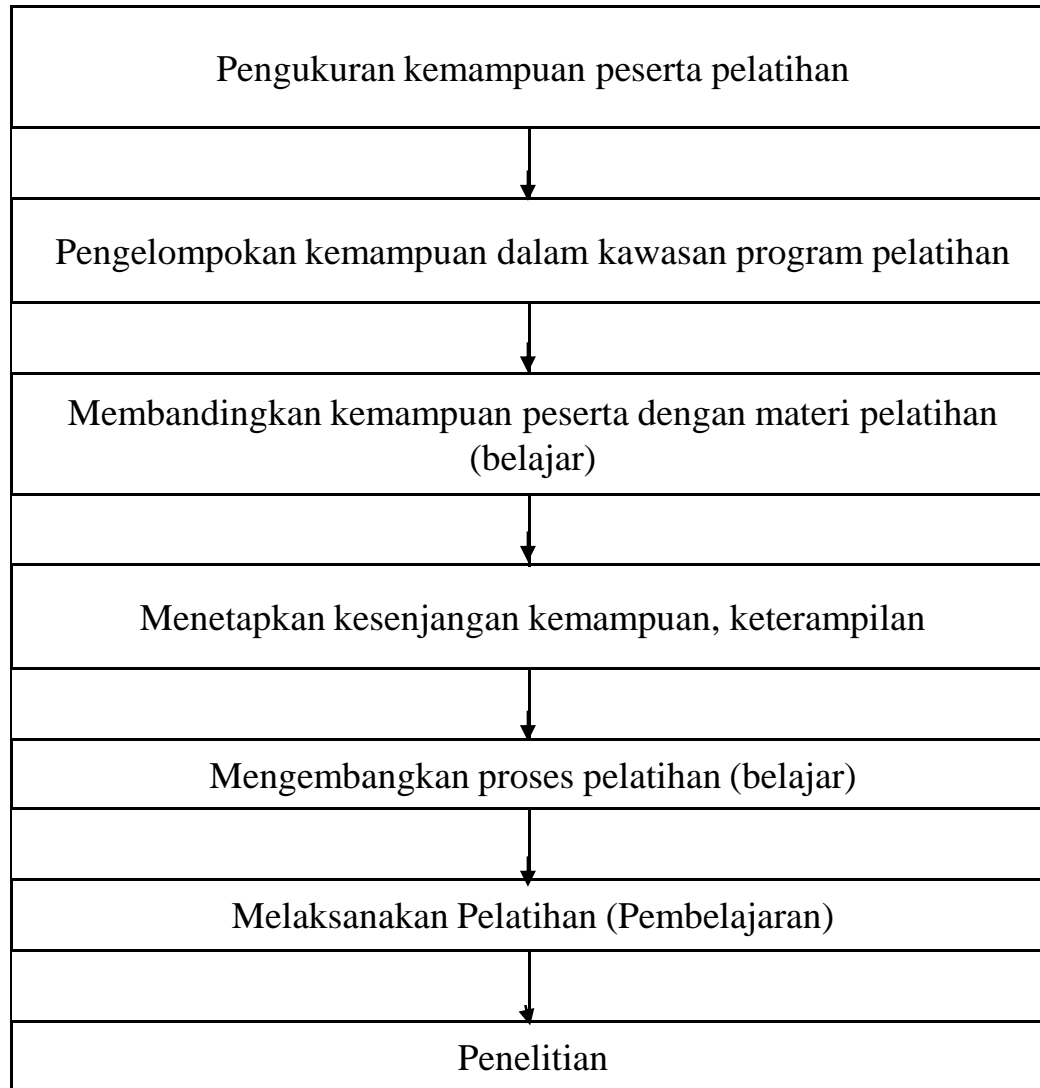 Pengukuran kemampuan peserta pelatihan
Pengelompokan kemampuan dalam kawasan program pelatihan
Membandingkan kemampuan peserta dengan materi pelatihan
(belajar)
Menetapkan kesenjangan kemampuan, keterampilan
Mengembangkan proses pelatihan (belajar)
Melaksanakan Pelatihan (Pembelajaran)
Penelitian